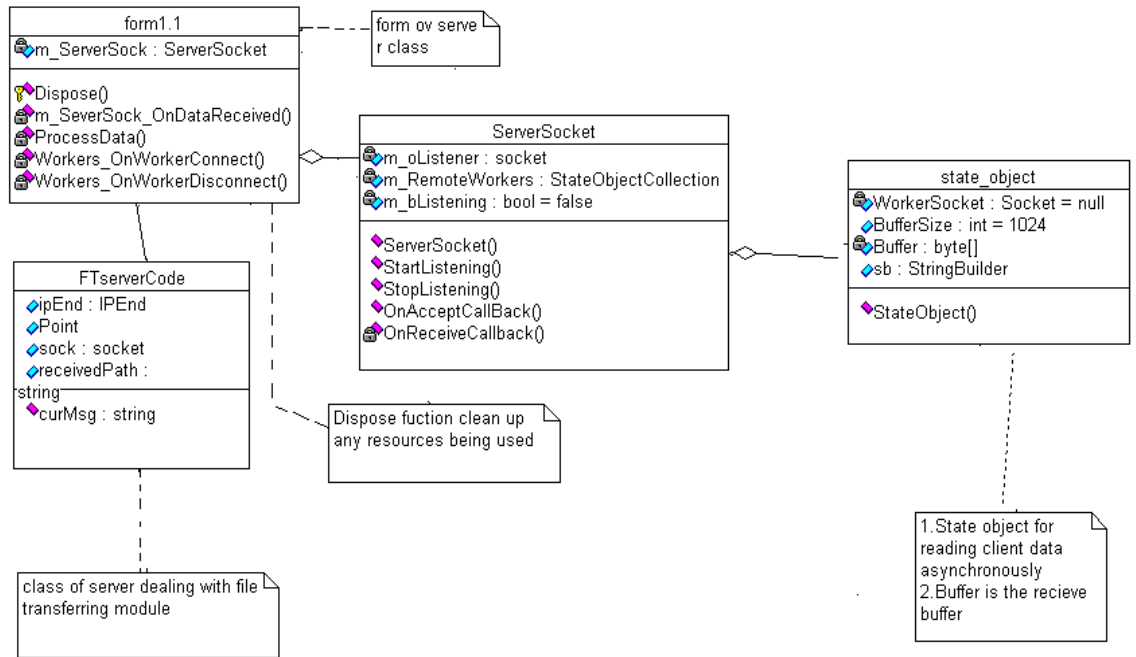 form1.1
m_ServerSock : ServerSocket
Dispose()
m_SeverSock_OnDataReceived()
ProcessData()
Workers_OnWorkerConnect()
Workers_OnWorkerDisconnect()
form ov serve
r class
ServerSocket
m_oListener : socket
m_RemoteWorkers : StateObjectCollection
m_bListening : bool = false
ServerSocket()
StartListening()
StopListening()
OnAcceptCallBack()
OnReceiveCallback()
state_object
WorkerSocket : Socket = null
BufferSize : int = 1024
Buffer : byte[]
sb : StringBuilder
StateObject()
FTserverCode
ipEnd : IPEnd
Point
sock : socket
receivedPath :
string
curMsg : string
Dispose fuction clean up
any resources being used
class of server dealing with file
transferring module
1.State object for
reading client data
asynchronously
2.Buffer is the recieve
buffer